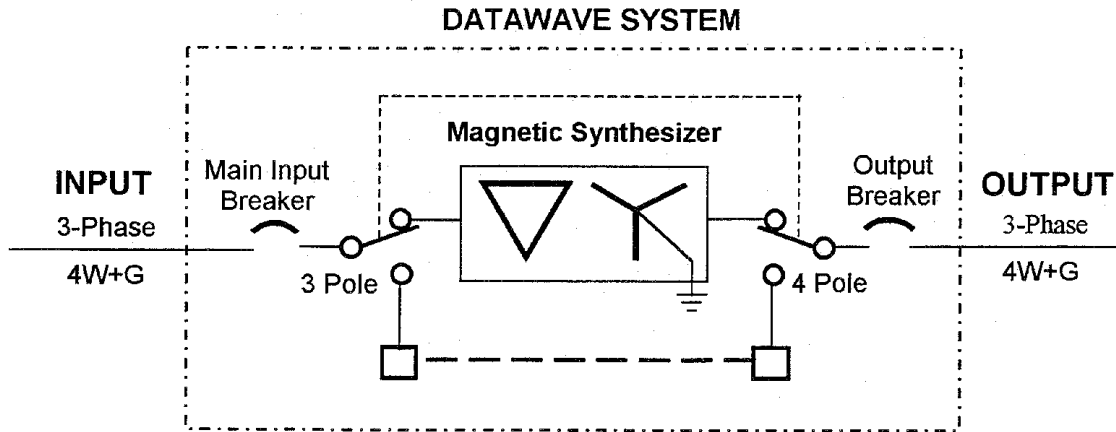 DATAWAVE SYSTEM
Magnetic Synthesizer
INPUT
3-Phase
4W+G
Main Input
Breaker
3 Pole
4 Pole
Output
Breaker
OUTPUT
3-Phase
4W+G